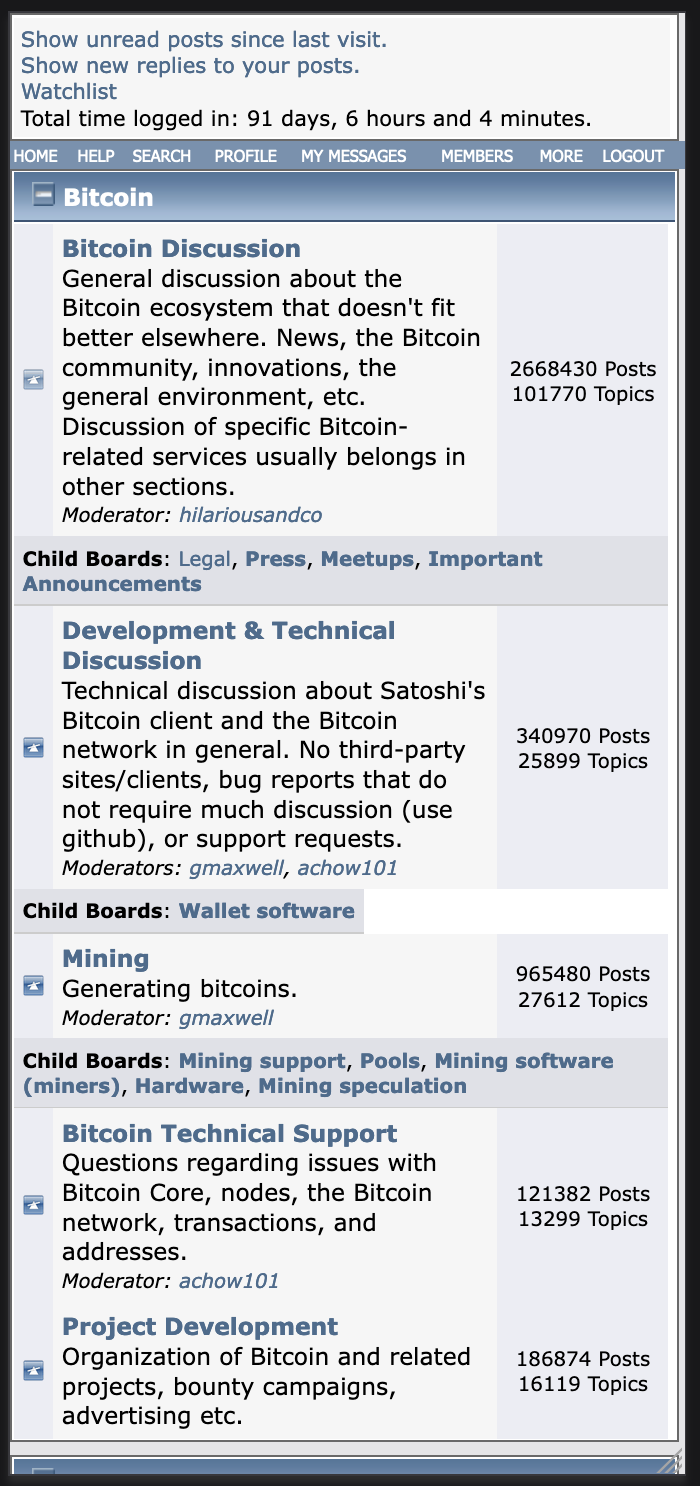 Show unread posts since last visit.
Show new replies to your posts.
Watchlist
Total time logged in: 91 days, 6 hours and 4 minutes.
HOME HELP SEARCH PROFILE MY MESSAGES MEMBERS MORE LOGOUT
Bitcoin
Bitcoin Discussion
General discussion about the
Bitcoin ecosystem that doesn't fit
better elsewhere. News, the Bitcoin
community, innovations, the
general environment, etc.
Discussion of specific Bitcoin-
related services usually belongs in
other sections.
Moderator: hilariousandco
2668430 Posts
101770 Topics
Child Boards: Legal, Press, Meetups, Important
Announcements
Development & Technical
Discussion
Technical discussion about Satoshi's
Bitcoin client and the Bitcoin
network in general. No third-party
sites/clients, bug reports that do
not require much discussion (use
github), or support requests.
Moderators: gmaxwell, achow101
340970 Posts
25899 Topics
Child Boards: Wallet software
Mining
Generating bitcoins.
Moderator: gmaxwell
965480 Posts
27612 Topics
Child Boards: Mining support, Pools, Mining software
(miners), Hardware, Mining speculation
Bitcoin Technical Support
Questions regarding issues with
Bitcoin Core, nodes, the Bitcoin
network, transactions, and
addresses.
Moderator: achow101
121382 Posts
13299 Topics
Project Development
Organization of Bitcoin and related
projects, bounty campaigns,
advertising etc.
186874 Posts
16119 Topics